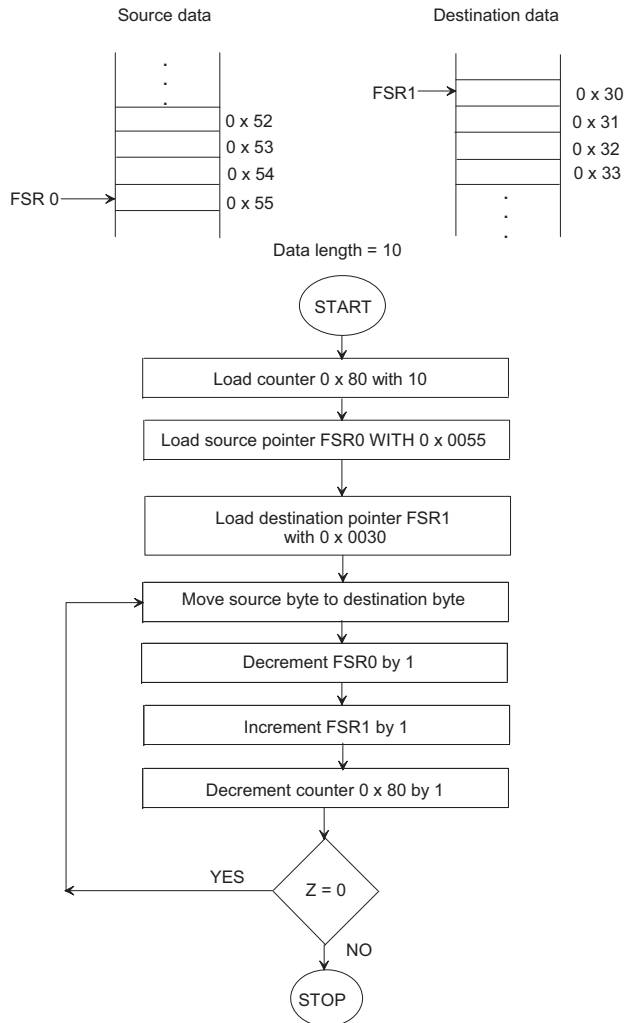 Source data
Destination data
0 x 52
0 x 53
0 x 54
0 x 55
FSR 0
FSR1
0 x 30
0 x 31
0 x 32
0 x 33
Data length = 10
START
Load counter 0 x 80 with 10
Load source pointer FSR0 WITH 0 x 0055
Load destination pointer FSR1
with 0 x 0030
Move source byte to destination byte
Decrement FSR0 by 1
Increment FSR1 by 1
Decrement counter 0 x 80 by 1
YES
Z = 0
NO
STOP